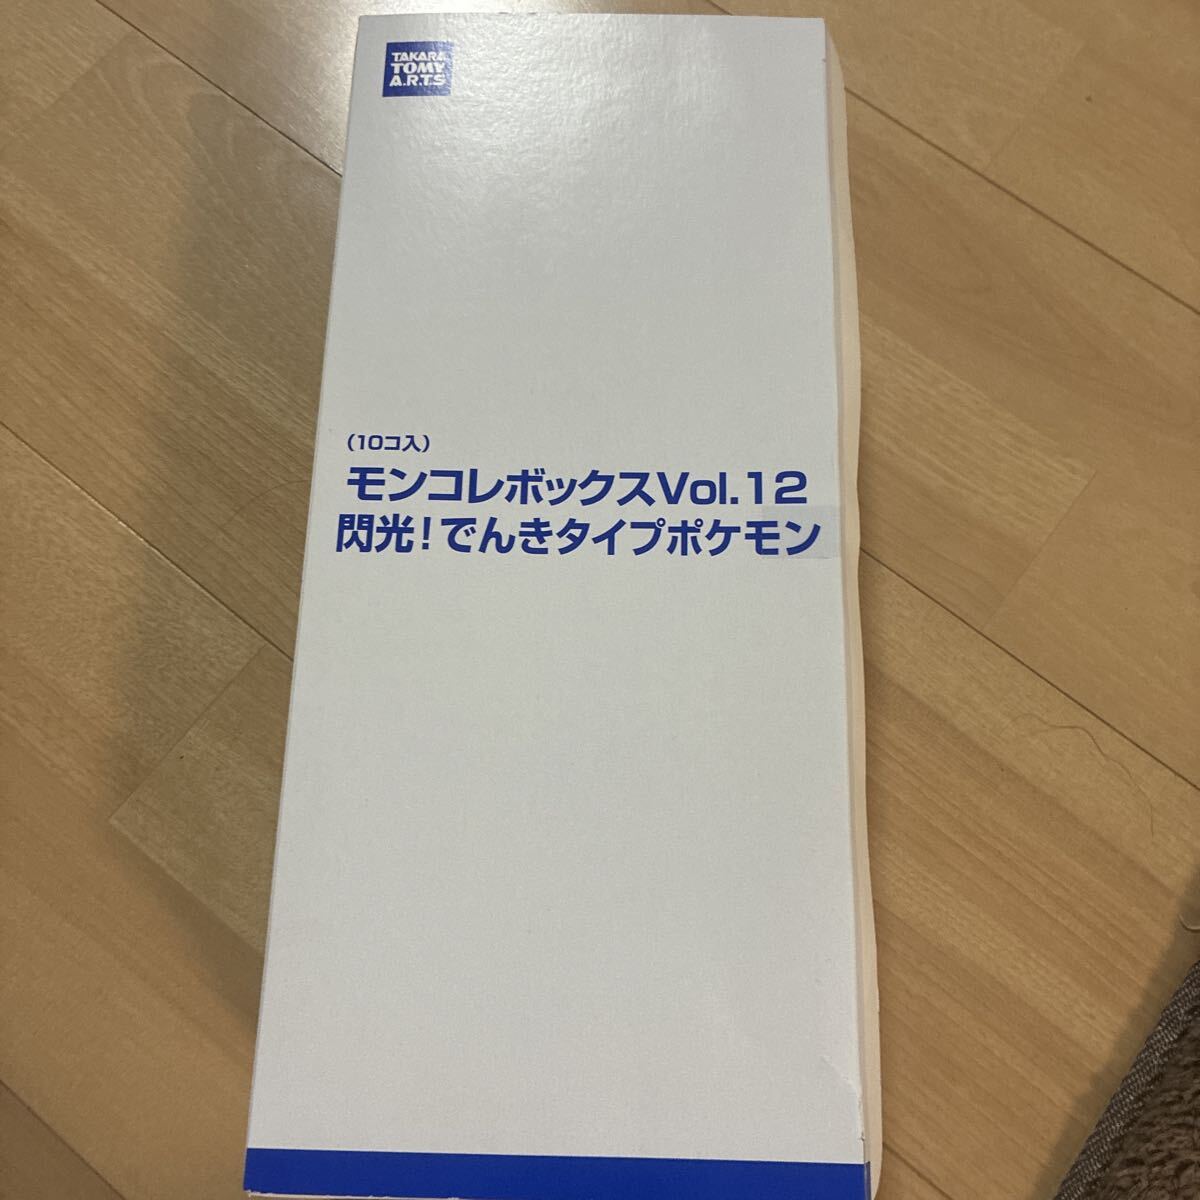 TAKARA
TOMY
A.R.T.S
（10コ入）
モンコレボックスVol.12
閃光！でんきタイプポケモン